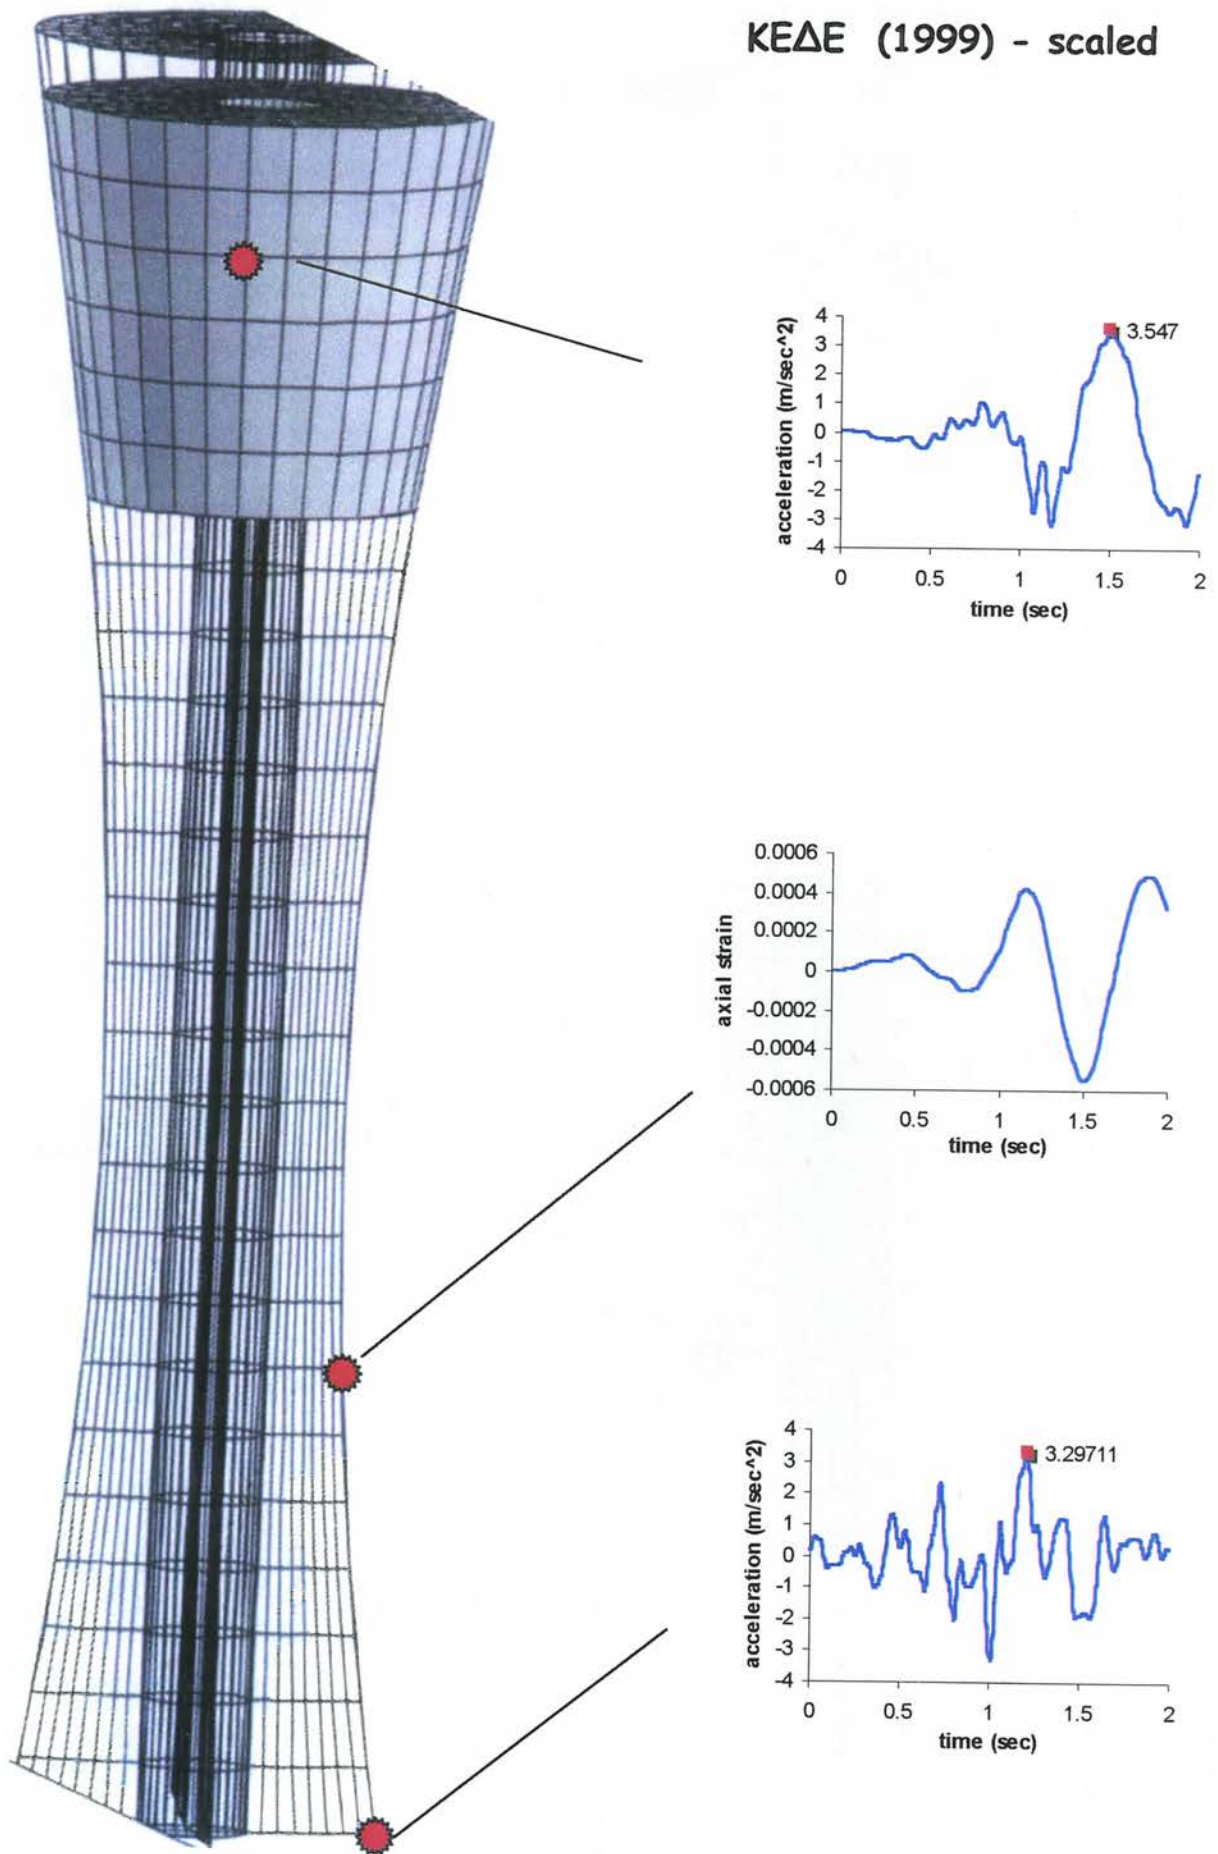 ΚΕΔΕ (1999) - scaled
acceleration (m/sec^2)
4
3
2
1
0
-1
-2
-3
-4
3.547
0 0.5 1 1.5 2
time (sec)
axial strain
0.0006
0.0004
0.0002
0
-0.0002
-0.0004
-0.0006
0 0.5 1 1.5 2
time (sec)
acceleration (m/sec^2)
4
3
2
1
0
-1
-2
-3
-4
3.29711
0 0.5 1 1.5 2
time (sec)